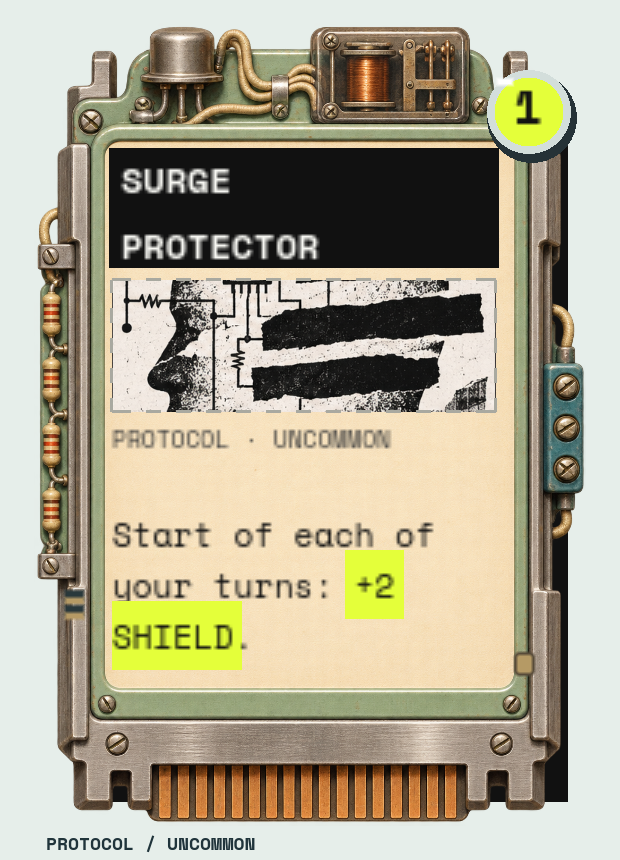 1
SURGE
PROTECTOR
PROTOCOL · UNCOMMON
Start of each of
your turns: +2
SHIELD.
PROTOCOL / UNCOMMON